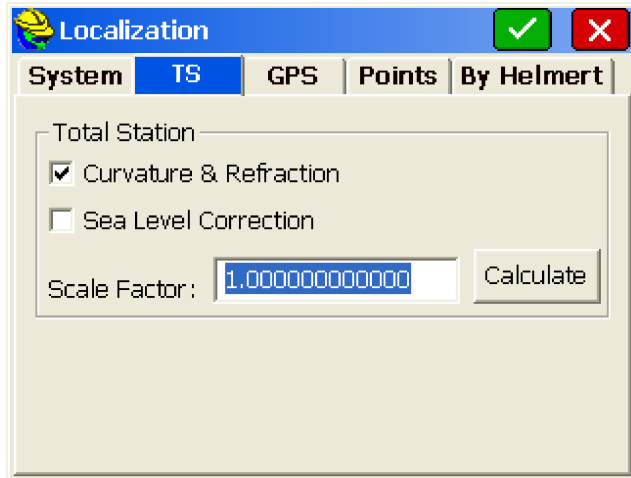 Localization
System TS GPS Points By Helmert
Total Station
Curvature & Refraction
Sea Level Correction
Scale Factor: 1.000000000000 Calculate